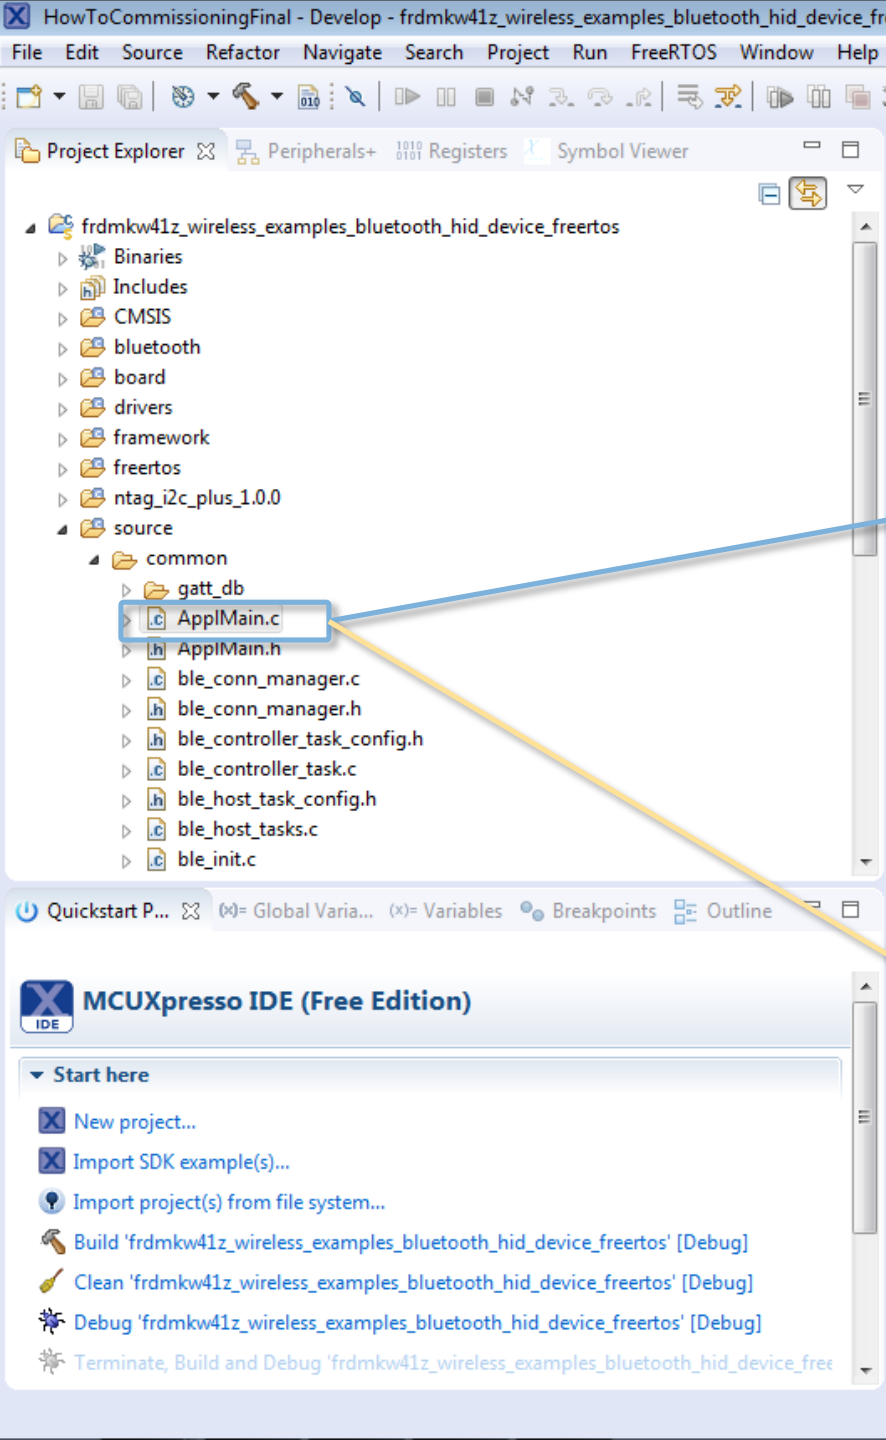 HowToCommissioningFinal - Develop - frdmkw41z_wireless_examples_bluetooth_hid_device_fr
File Edit Source Refactor Navigate Search Project Run FreeRTOS Window Help
Project Explorer Peripherals+ Registers Symbol Viewer
frdmkw41z_wireless_examples_bluetooth_hid_device_freertos
Binaries
Includes
CMSIS
bluetooth
board
drivers
framework
freertos
ntag_i2c_plus_1.0.0
source
common
gatt_db
ApplMain.c
ApplMain.h
ble_conn_manager.c
ble_conn_manager.h
ble_controller_task_config.h
ble_controller_task.c
ble_host_task_config.h
ble_host_tasks.c
ble_init.c
Quickstart P... (x)= Global Varia... (x)= Variables Breakpoints Outline
MCUXpresso IDE (Free Edition)
IDE
Start here
New project...
Import SDK example(s)...
Import project(s) from file system...
Build 'frdmkw41z_wireless_examples_bluetooth_hid_device_freertos' [Debug]
Clean 'frdmkw41z_wireless_examples_bluetooth_hid_device_freertos' [Debug]
Debug 'frdmkw41z_wireless_examples_bluetooth_hid_device_freertos' [Debug]
Terminate, Build and Debug 'frdmkw41z_wireless_examples_bluetooth_hid_device_free